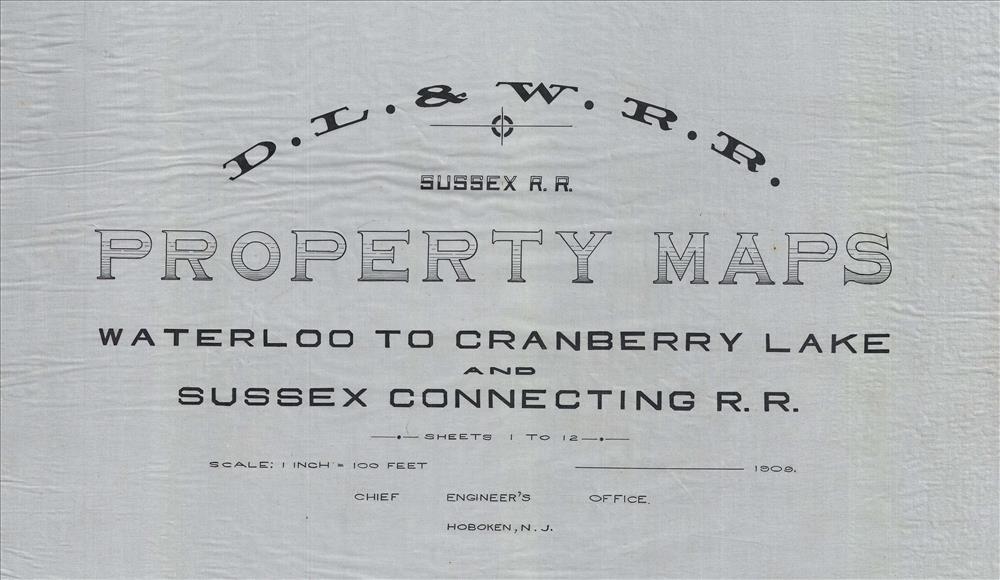 D. L. & W. R. R.
SUSSEX R. R.
PROPERTY MAPS
WATERLOO TO CRANBERRY LAKE
AND
SUSSEX CONNECTING R. R.
SHEETS 1 TO 12
SCALE: 1 INCH = 100 FEET 1909.
CHIEF ENGINEER'S OFFICE.
HOBOKEN, N. J.